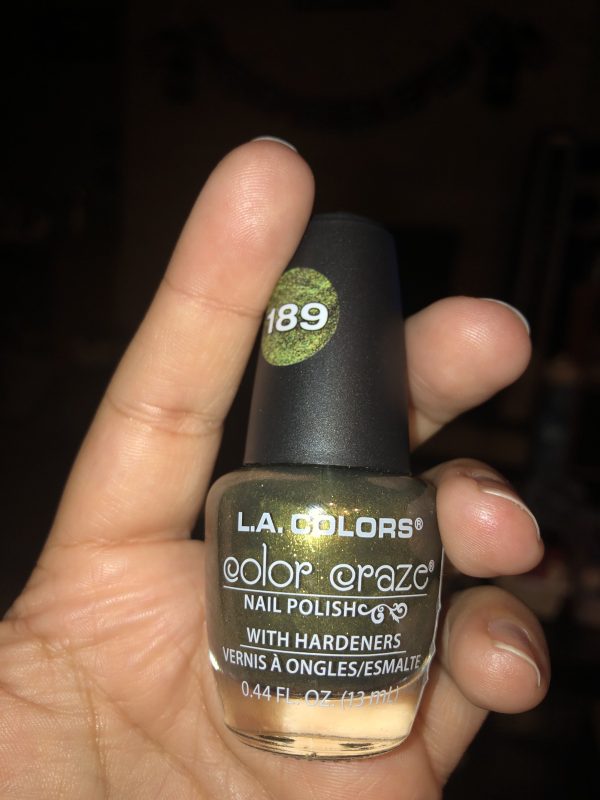 189
L.A. COLORS®
color craze®
NAIL POLISH
WITH HARDENERS
VERNIS À ONGLES/ESMALTE
0.44 FL. OZ. (13 mL)